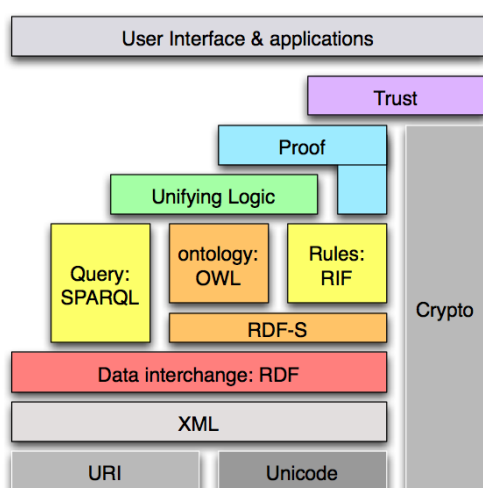 User Interface & applications
Trust
Proof
Unifying Logic
Query:
SPARQL
ontology:
OWL
Rules:
RIF
Crypto
RDF-S
Data interchange: RDF
XML
URI
Unicode